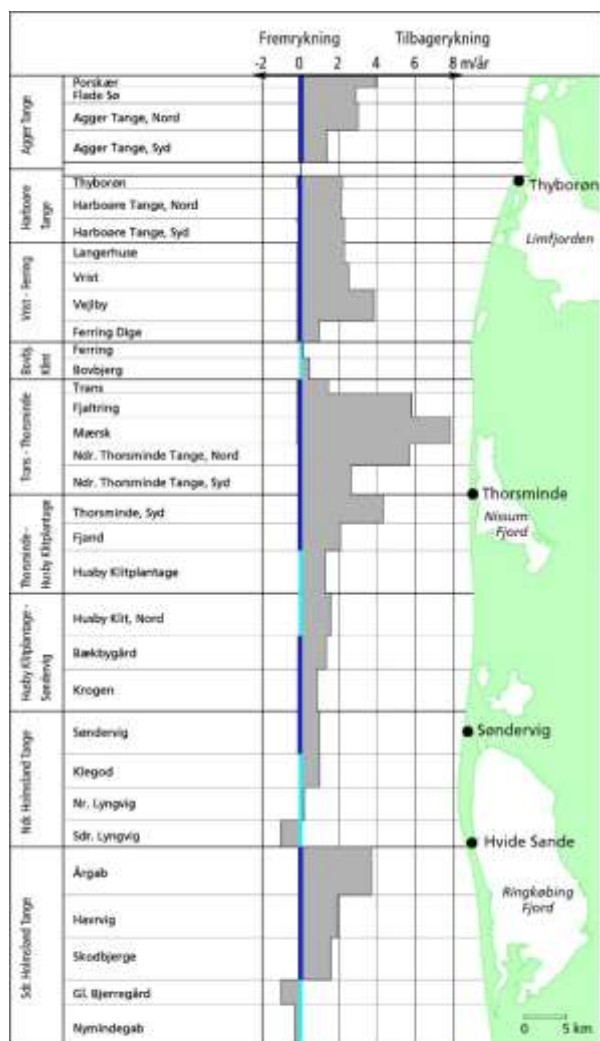 Fremrykning Tilbagerykning
-2 0 2 4 6 8 m/år
Agger Tange
Porskær
Flade Sø
Agger Tange, Nord
Agger Tange, Syd
Harboøre Tange
Thyborøn
Harboøre Tange, Nord
Harboøre Tange, Syd
Vrist - Ferring
Langerhuse
Vrist
Vejlby
Ferring Dige
Bovbj. Klint
Ferring
Bovbjerg
Trans - Thorsminde
Trans
Fjaltring
Mærsk
Ndr. Thorsminde Tange, Nord
Ndr. Thorsminde Tange, Syd
Thorsminde-
Husby Klitplantage
Thorsminde, Syd
Fjand
Husby Klitplantage
Husby Klitplantage -
Søndervig
Husby Klit, Nord
Bækbygård
Krogen
Ndr. Holmsland Tange
Søndervig
Klegod
Nr. Lyngvig
Sdr. Lyngvig
Sdr. Holmsland Tange
Årgab
Havrvig
Skodbjerge
Gl. Bjerregård
Nymindegab
Thyborøn
Limfjorden
Thorsminde
Nissum
Fjord
Søndervig
Hvide Sande
Ringkøbing
Fjord
0 5 km